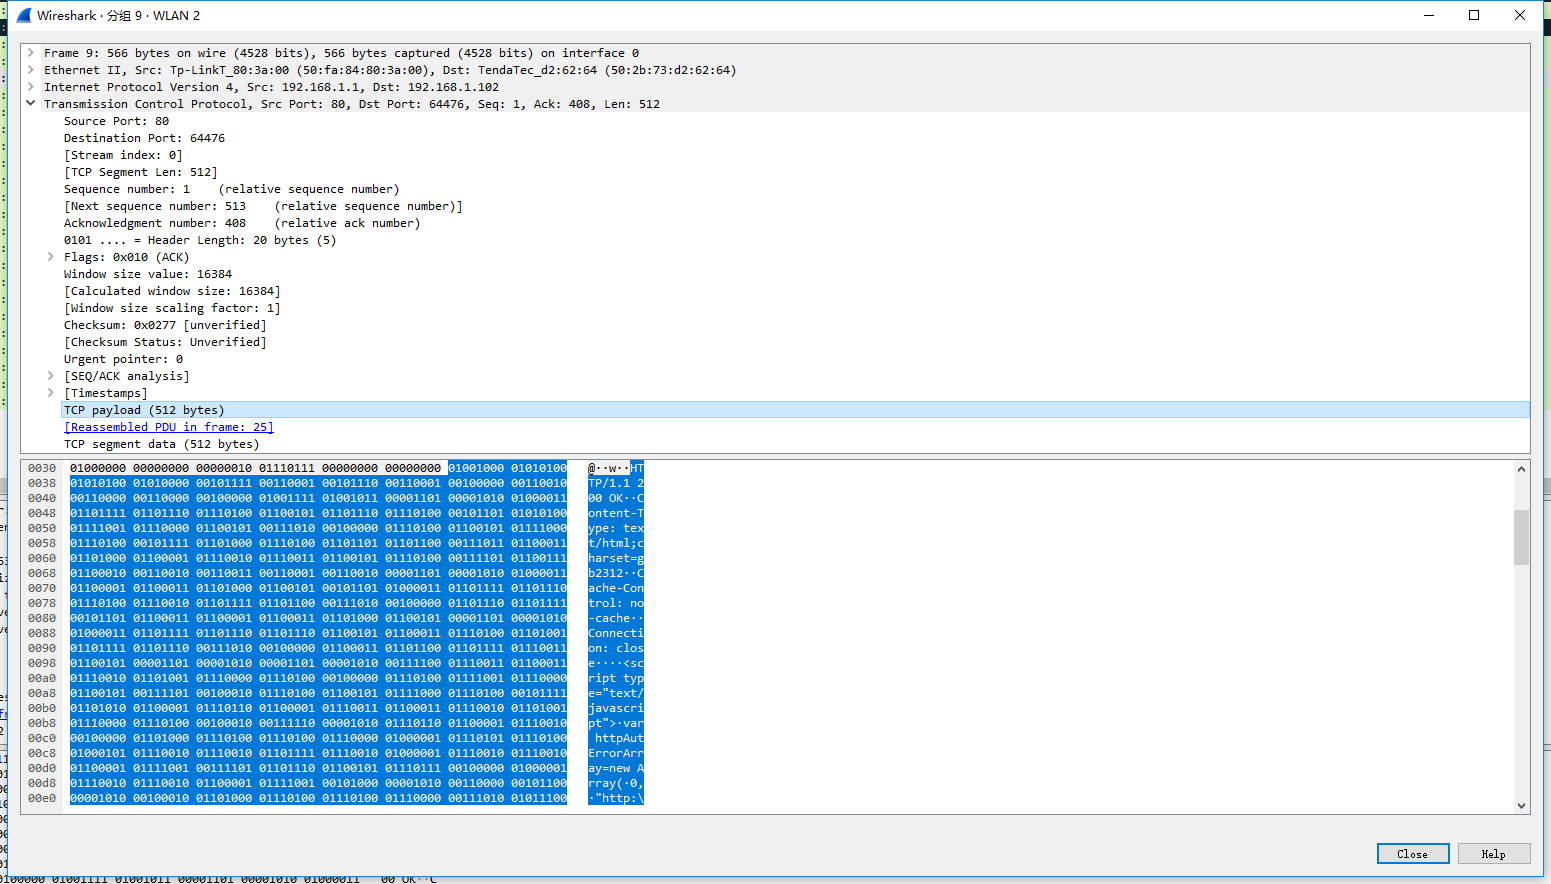 Wireshark · 分组 9 · WLAN 2
Frame 9: 566 bytes on wire (4528 bits), 566 bytes captured (4528 bits) on interface 0
Ethernet II, Src: Tp-LinkT_80:3a:00 (50:fa:84:80:3a:00), Dst: TendaTec_d2:62:64 (50:2b:73:d2:62:64)
Internet Protocol Version 4, Src: 192.168.1.1, Dst: 192.168.1.102
Transmission Control Protocol, Src Port: 80, Dst Port: 64476, Seq: 1, Ack: 408, Len: 512
Source Port: 80
Destination Port: 64476
[Stream index: 0]
[TCP Segment Len: 512]
Sequence number: 1    (relative sequence number)
[Next sequence number: 513    (relative sequence number)]
Acknowledgment number: 408    (relative ack number)
0101 .... = Header Length: 20 bytes (5)
Flags: 0x010 (ACK)
Window size value: 16384
[Calculated window size: 16384]
[Window size scaling factor: 1]
Checksum: 0x0277 [unverified]
[Checksum Status: Unverified]
Urgent pointer: 0
[SEQ/ACK analysis]
[Timestamps]
TCP payload (512 bytes)
[Reassembled PDU in frame: 25]
TCP segment data (512 bytes)
0030 01000000 00000000 00000010 01110111 00000000 00000000 01001000 01010100 @··w··HT
0038 01010100 01010000 00101111 00110001 00101110 00110001 00100000 00110010 TP/1.1 2
0040 00110000 00110000 00100000 01001111 01001011 00001101 00001010 01000011 00 OK··C
0048 01101111 01101110 01110100 01100101 01101110 01110100 00101101 01010100 ontent-T
0050 01111001 01110000 01100101 00111010 00100000 01110100 01100101 01111000 ype: tex
0058 01110100 00101111 01101000 01110100 01101101 01101100 00111011 01100011 t/html;c
0060 01101000 01100001 01110010 01110011 01100101 01110100 00111101 01100111 harset=g
0068 01100010 00110010 00110011 00110001 00110010 00001101 00001010 01000011 b2312··C
0070 01100001 01100011 01101000 01100101 00101101 01000011 01101111 01101110 ache-Con
0078 01110100 01110010 01101111 01101100 00111010 00100000 01101110 01101111 trol: no
0080 00101101 01100011 01100001 01100011 01101000 01100101 00001101 00001010 -cache··
0088 01000011 01101111 01101110 01101110 01100101 01100011 01110100 01101001 Connecti
0090 01101111 01101110 00111010 00100000 01100011 01101100 01101111 01110011 on: clos
0098 01100101 00001101 00001010 00001101 00001010 00111100 01110011 01100011 e····<sc
00a0 01110010 01101001 01110000 01110100 00100000 01110100 01111001 01110000 ript typ
00a8 01100101 00111101 00100010 01110100 01100101 01111000 01110100 00101111 e="text/
00b0 01101010 01100001 01110110 01100001 01110011 01100011 01110010 01101001 javascri
00b8 01110000 01110100 00100010 00111110 00001010 01110110 01100001 01110010 pt">·var
00c0 00100000 01101000 01110100 01110100 01110000 01000001 01110101 01110100 httpAut
00c8 01000101 01110010 01110010 01101111 01110010 01000001 01110010 01110010 ErrorArr
00d0 01100001 01111001 00111101 01101110 01100101 01110111 00100000 01000001 ay=new A
00d8 01110010 01110010 01100001 01111001 00101000 00001010 00110000 00101100 rray(·0,
00e0 00001010 00100010 01101000 01110100 01110100 01110000 00111010 01011100 ·"http:\
Close
Help